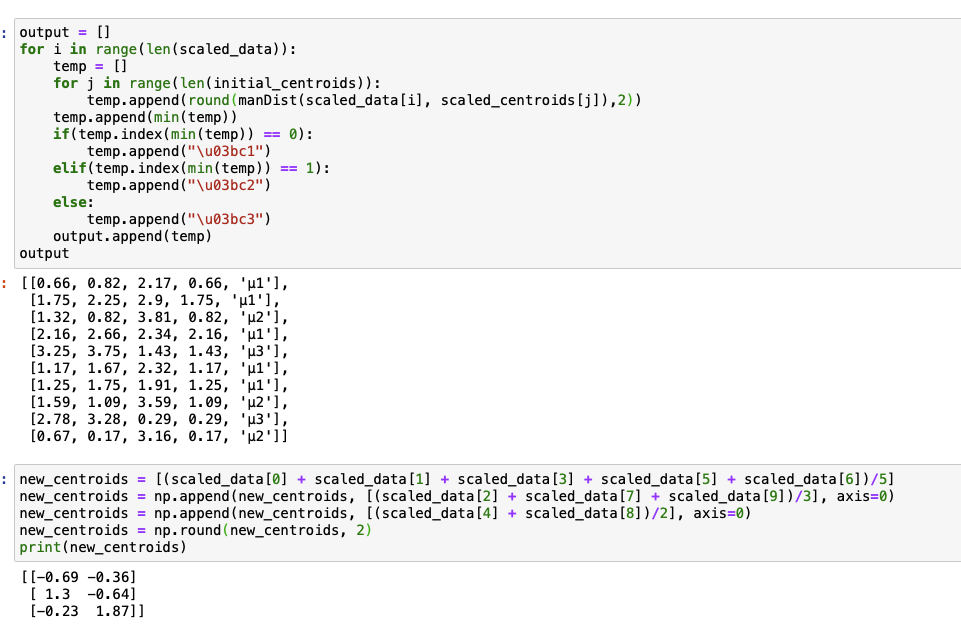 : output = []
for i in range(len(scaled_data)):
    temp = []
    for j in range(len(initial_centroids)):
        temp.append(round(manDist(scaled_data[i], scaled_centroids[j]),2))
    temp.append(min(temp))
    if(temp.index(min(temp)) == 0):
        temp.append("\u03bc1")
    elif(temp.index(min(temp)) == 1):
        temp.append("\u03bc2")
    else:
        temp.append("\u03bc3")
    output.append(temp)
output
: [[0.66, 0.82, 2.17, 0.66, 'μ1'],
 [1.75, 2.25, 2.9, 1.75, 'μ1'],
 [1.32, 0.82, 3.81, 0.82, 'μ2'],
 [2.16, 2.66, 2.34, 2.16, 'μ1'],
 [3.25, 3.75, 1.43, 1.43, 'μ3'],
 [1.17, 1.67, 2.32, 1.17, 'μ1'],
 [1.25, 1.75, 1.91, 1.25, 'μ1'],
 [1.59, 1.09, 3.59, 1.09, 'μ2'],
 [2.78, 3.28, 0.29, 0.29, 'μ3'],
 [0.67, 0.17, 3.16, 0.17, 'μ2']]
: new_centroids = [(scaled_data[0] + scaled_data[1] + scaled_data[3] + scaled_data[5] + scaled_data[6])/5]
new_centroids = np.append(new_centroids, [(scaled_data[2] + scaled_data[7] + scaled_data[9])/3], axis=0)
new_centroids = np.append(new_centroids, [(scaled_data[4] + scaled_data[8])/2], axis=0)
new_centroids = np.round(new_centroids, 2)
print(new_centroids)
[[-0.69 -0.36]
 [ 1.3  -0.64]
 [-0.23  1.87]]